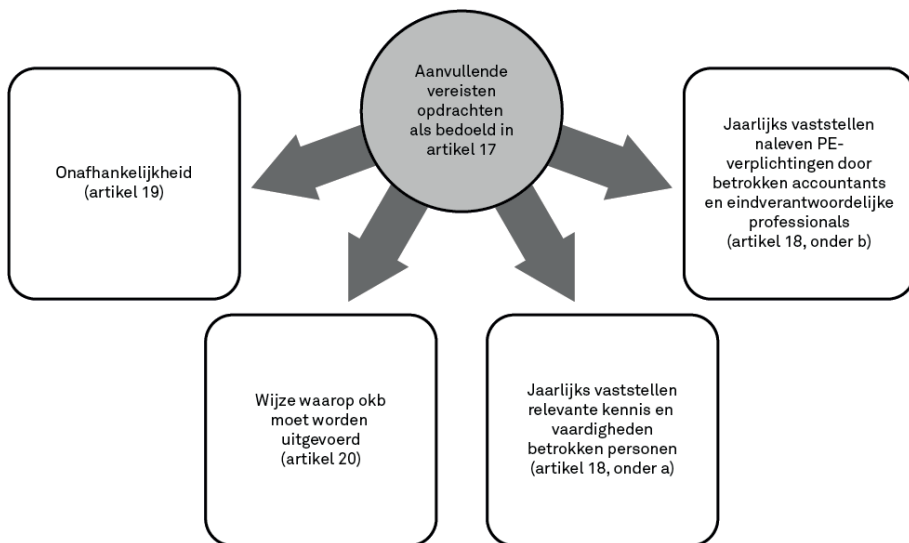 Aanvullende
vereisten
opdrachten
als bedoeld in
artikel 17
Onafhankelijkheid
(artikel 19)
Wijze waarop okb
moet worden
uitgevoerd
(artikel 20)
Jaarlijks vaststellen
relevante kennis en
vaardigheden
betrokken personen
(artikel 18, onder a)
Jaarlijks vaststellen
naleven PE-
verplichtingen door
betrokken accountants
en eindverantwoordelijke
professionals
(artikel 18, onder b)